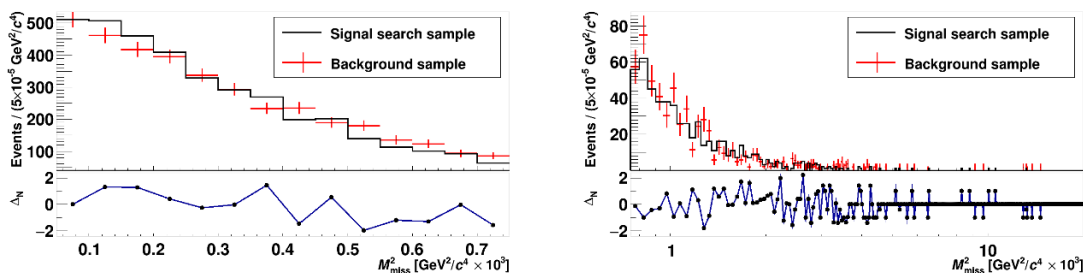 Events / (5×10⁻⁵ GeV²/c⁴)
500
400
300
200
100
Signal search sample
Background sample
Δ_N
2
0
−2
0.1 0.2 0.3 0.4 0.5 0.6 0.7
M²_miss [GeV²/c⁴ × 10³]
Events / (5×10⁻⁵ GeV²/c⁴)
80
60
40
20
Signal search sample
Background sample
Δ_N
2
0
−2
1 10
M²_miss [GeV²/c⁴ × 10³]